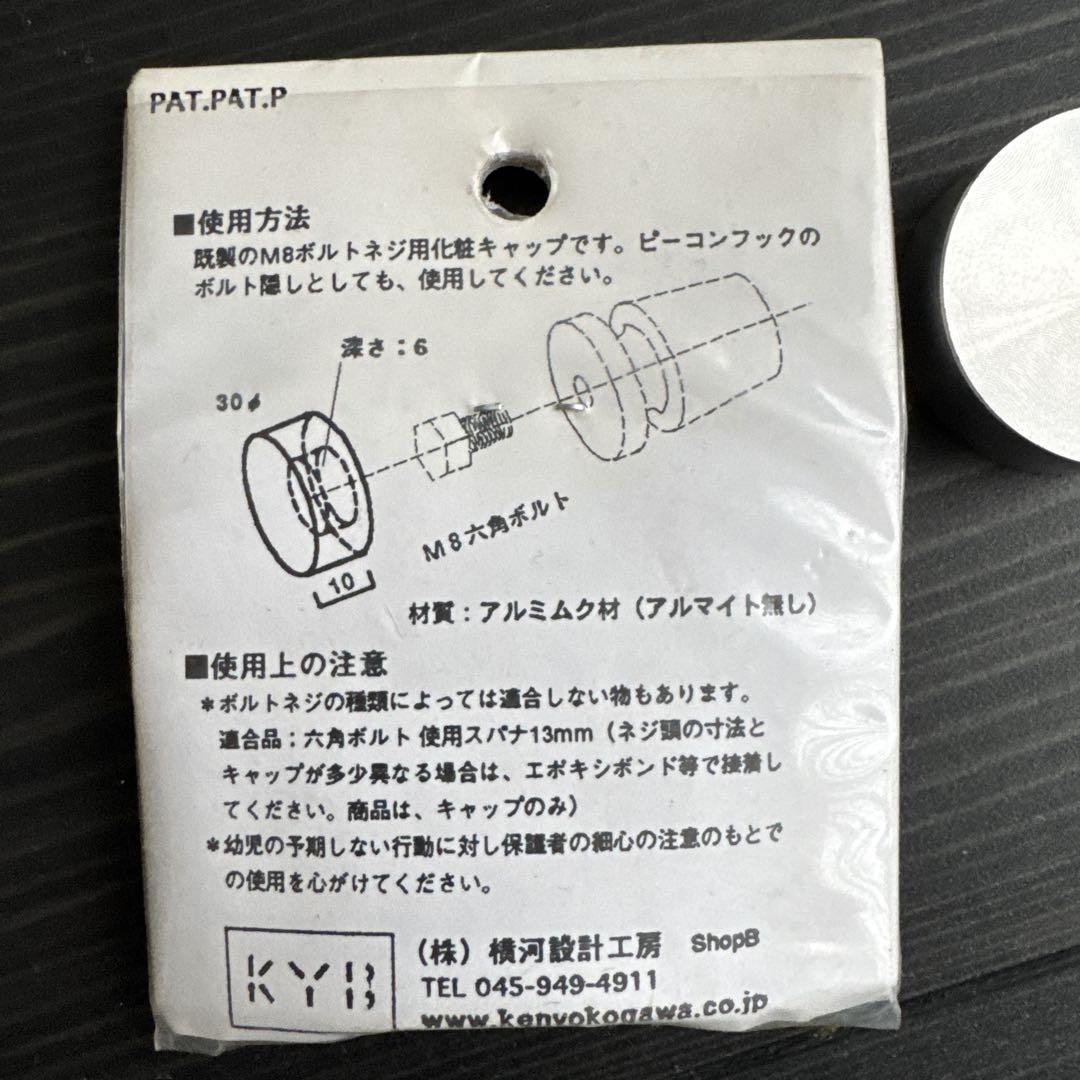 PAT.PAT.P
■使用方法
既製のM8ボルトネジ用化粧キャップです。ピーコンフックの
ボルト隠しとしても、使用してください。
深さ：6
30φ
M8六角ボルト
10
材質：アルミムク材（アルマイト無し）
■使用上の注意
＊ボルトネジの種類によっては適合しない物もあります。
適合品：六角ボルト 使用スパナ13mm（ネジ頭の寸法と
キャップが多少異なる場合は、エポキシボンド等で接着し
てください。商品は、キャップのみ）
＊幼児の予期しない行動に対し保護者の細心の注意のもとで
の使用を心がけてください。
KYB
（株）横河設計工房 ShopB
TEL 045-949-4911
www.kenyokogawa.co.jp